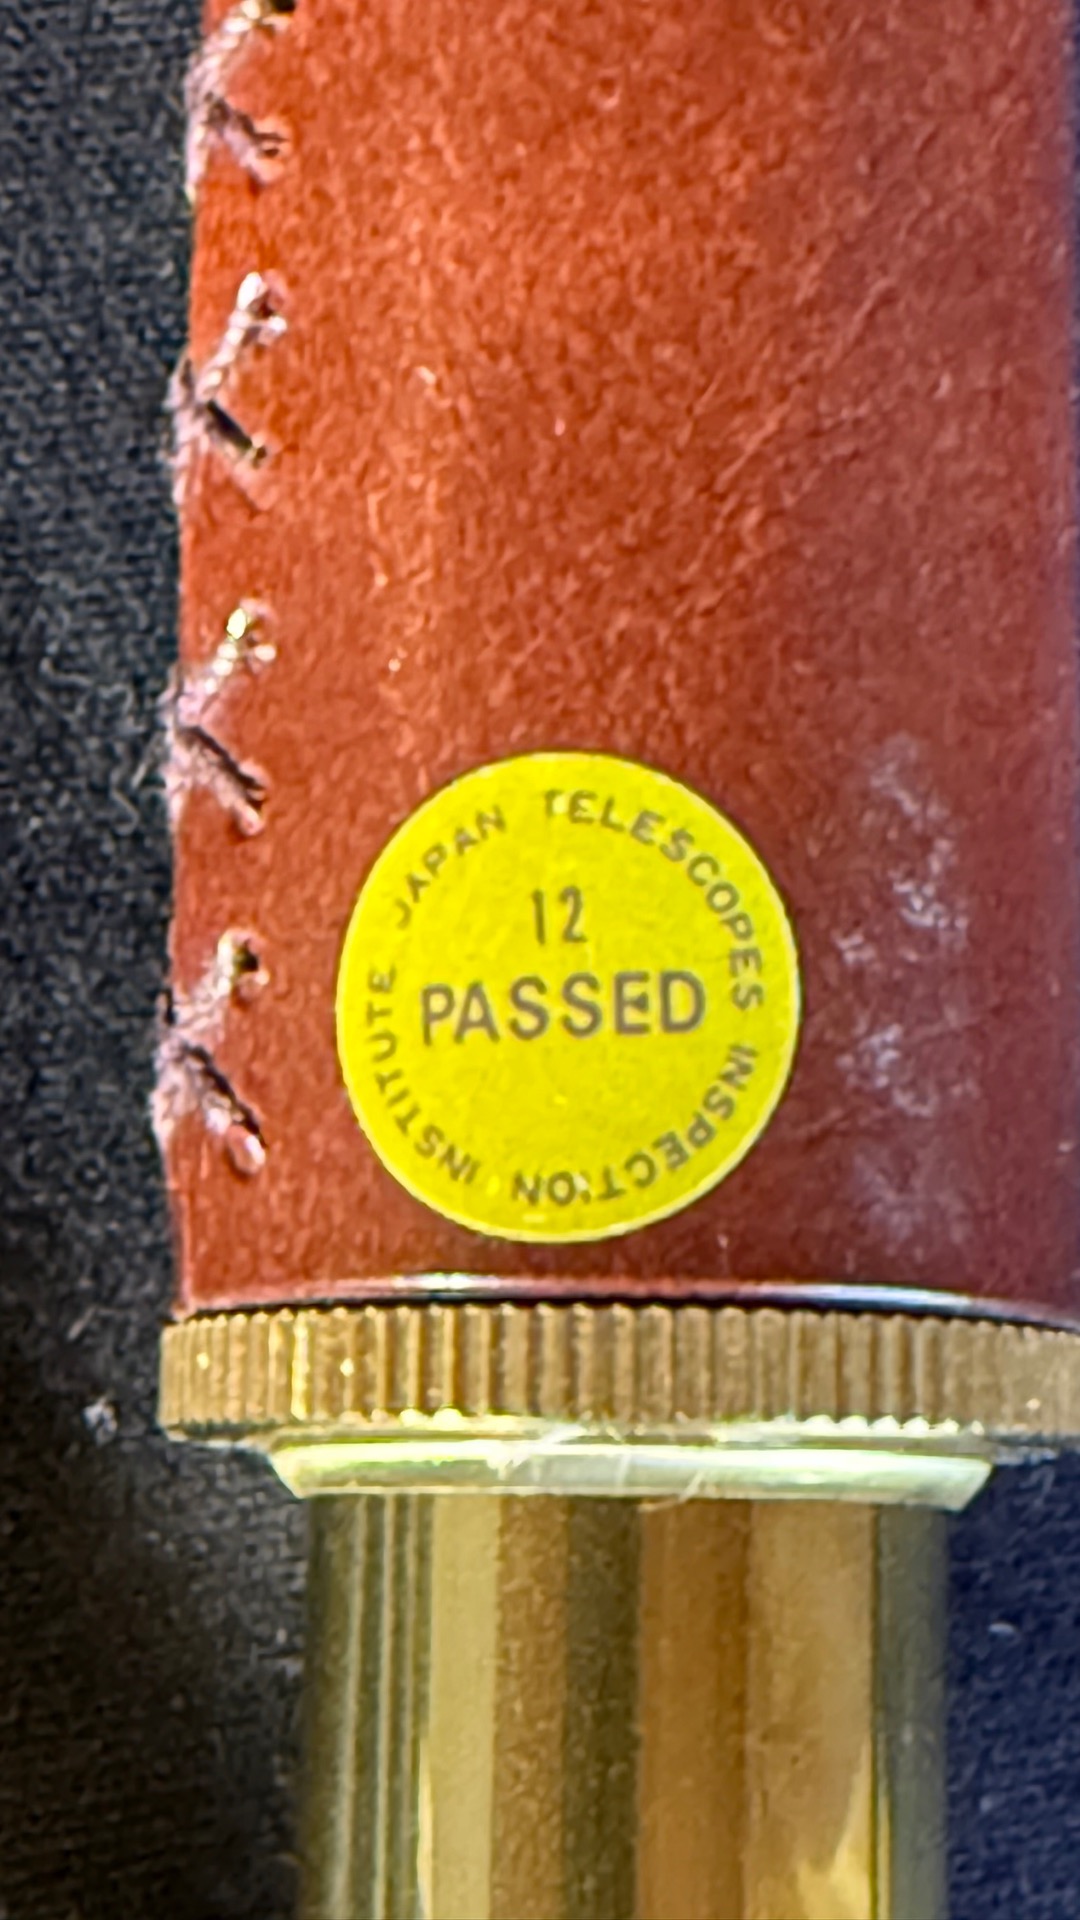 JAPAN TELESCOPES INSPECTION INSTITUTE
12
PASSED